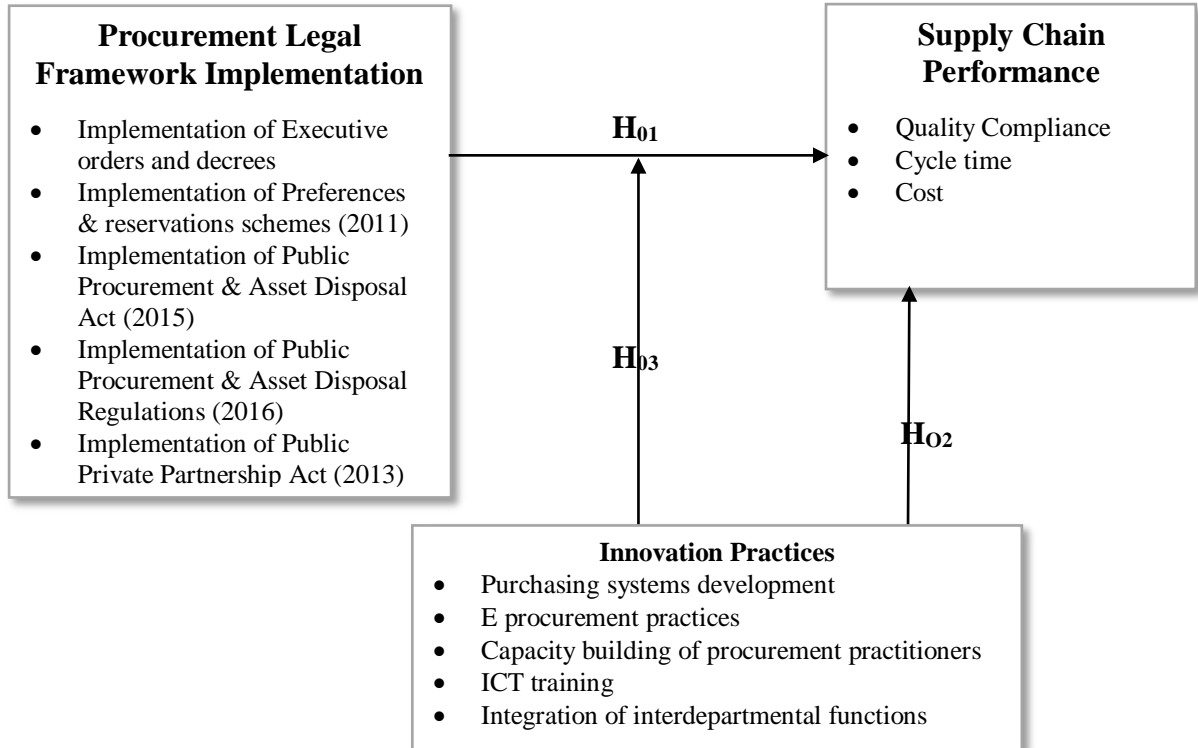 Procurement Legal
Framework Implementation
• Implementation of Executive
orders and decrees
• Implementation of Preferences
& reservations schemes (2011)
• Implementation of Public
Procurement & Asset Disposal
Act (2015)
• Implementation of Public
Procurement & Asset Disposal
Regulations (2016)
• Implementation of Public
Private Partnership Act (2013)
H01
H03
Supply Chain
Performance
• Quality Compliance
• Cycle time
• Cost
HO2
Innovation Practices
• Purchasing systems development
• E procurement practices
• Capacity building of procurement practitioners
• ICT training
• Integration of interdepartmental functions